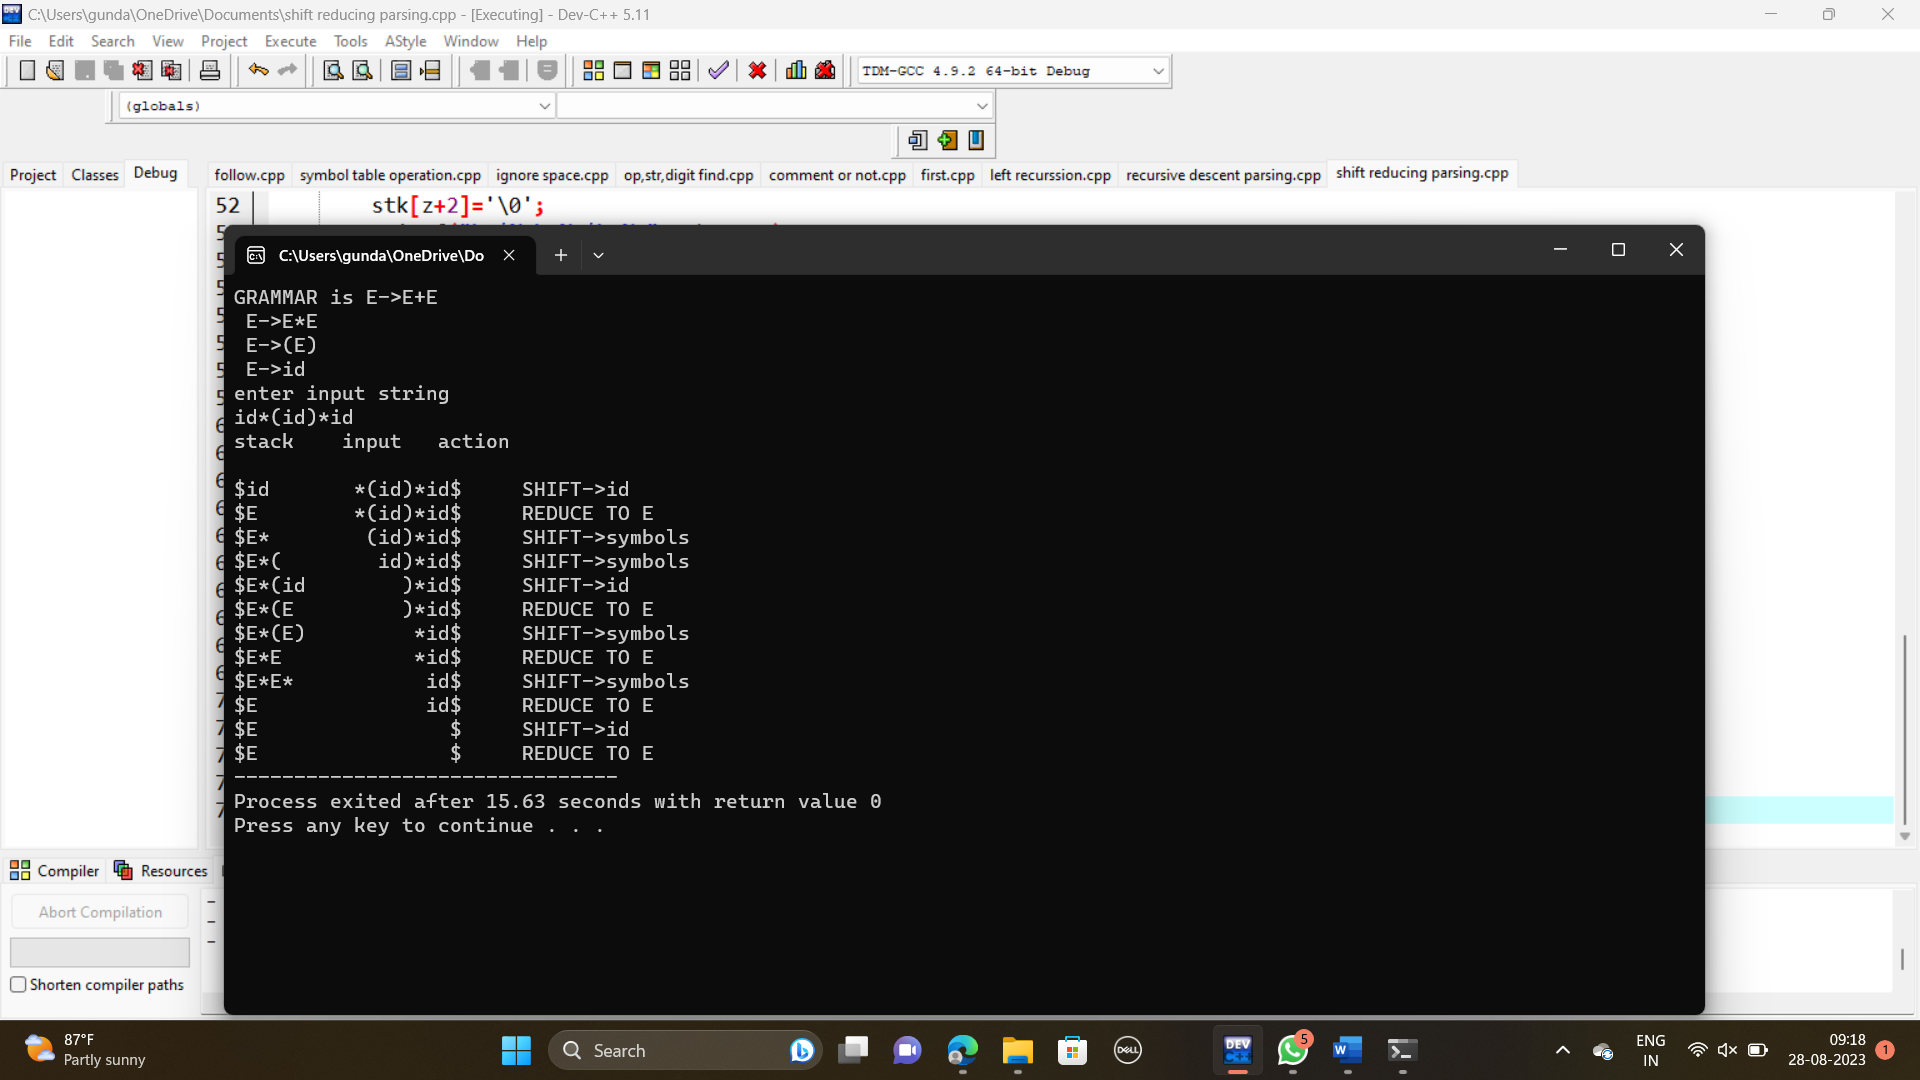 C:\Users\gunda\OneDrive\Documents\shift reducing parsing.cpp - [Executing] - Dev-C++ 5.11
File Edit Search View Project Execute Tools AStyle Window Help
TDM-GCC 4.9.2 64-bit Debug
(globals)
Project Classes Debug
follow.cpp symbol table operation.cpp ignore space.cpp op,str,digit find.cpp comment or not.cpp first.cpp left recurssion.cpp recursive descent parsing.cpp shift reducing parsing.cpp
52 stk[z+2]='\0';
C:\Users\gunda\OneDrive\Do
GRAMMAR is E->E+E
E->E*E
E->(E)
E->id
enter input string
id*(id)*id
stack input action
$id *(id)*id$ SHIFT->id
$E *(id)*id$ REDUCE TO E
$E* (id)*id$ SHIFT->symbols
$E*( id)*id$ SHIFT->symbols
$E*(id )*id$ SHIFT->id
$E*(E )*id$ REDUCE TO E
$E*(E) *id$ SHIFT->symbols
$E*E *id$ REDUCE TO E
$E*E* id$ SHIFT->symbols
$E id$ REDUCE TO E
$E $ SHIFT->id
$E $ REDUCE TO E
--------------------------------
Process exited after 15.63 seconds with return value 0
Press any key to continue . . .
Compiler Resources
Abort Compilation
Shorten compiler paths
87°F
Partly sunny
Search
DELL
DEV C++
5
W
ENG
IN
09:18
28-08-2023
1